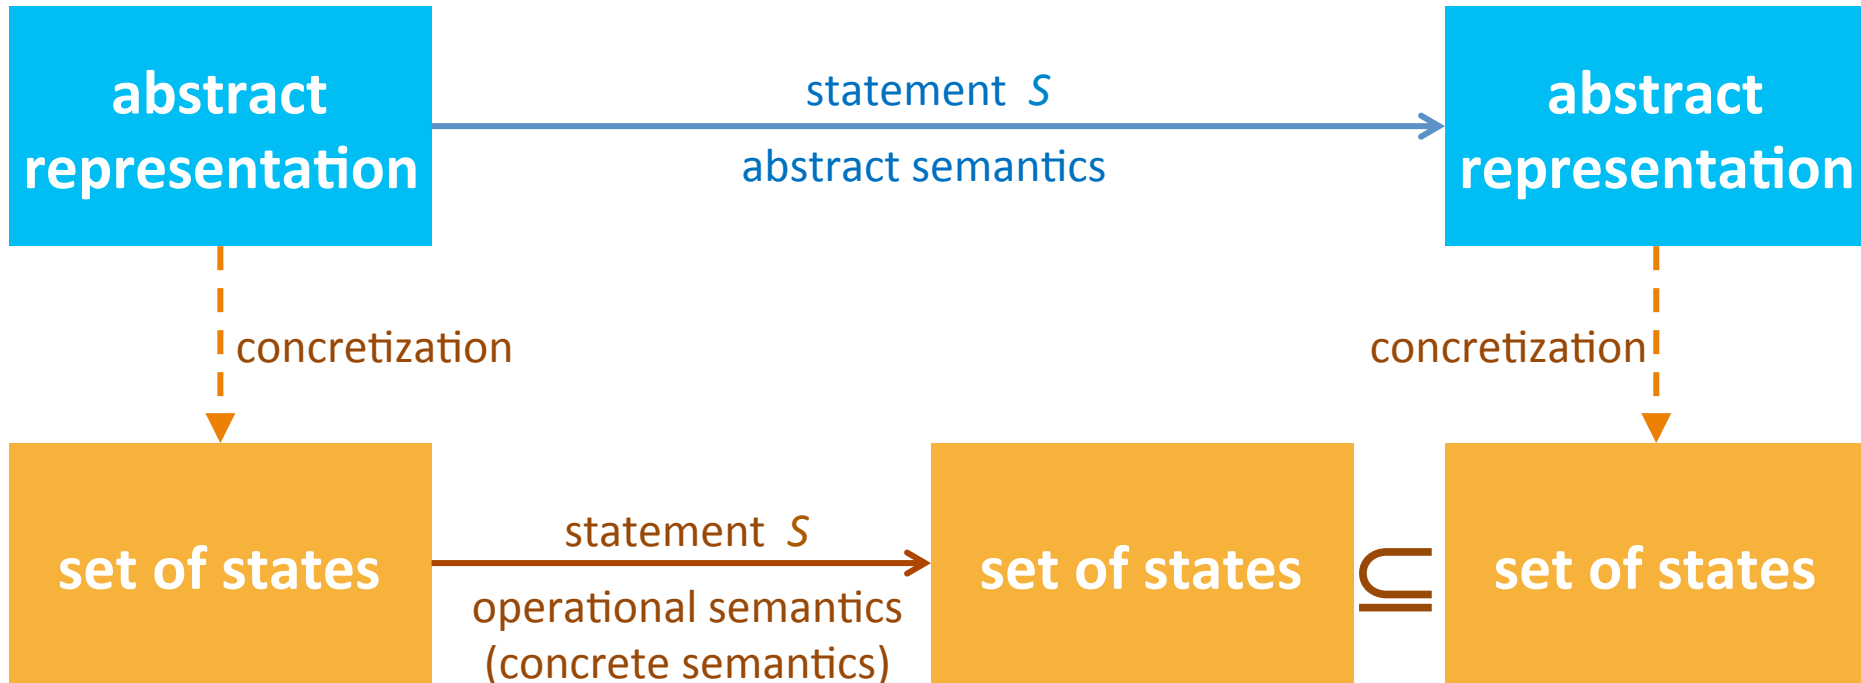 abstract
representation
statement S
abstract semantics
abstract
representation
concretization
concretization
set of states
statement S
operational semantics
(concrete semantics)
set of states
⊆
set of states